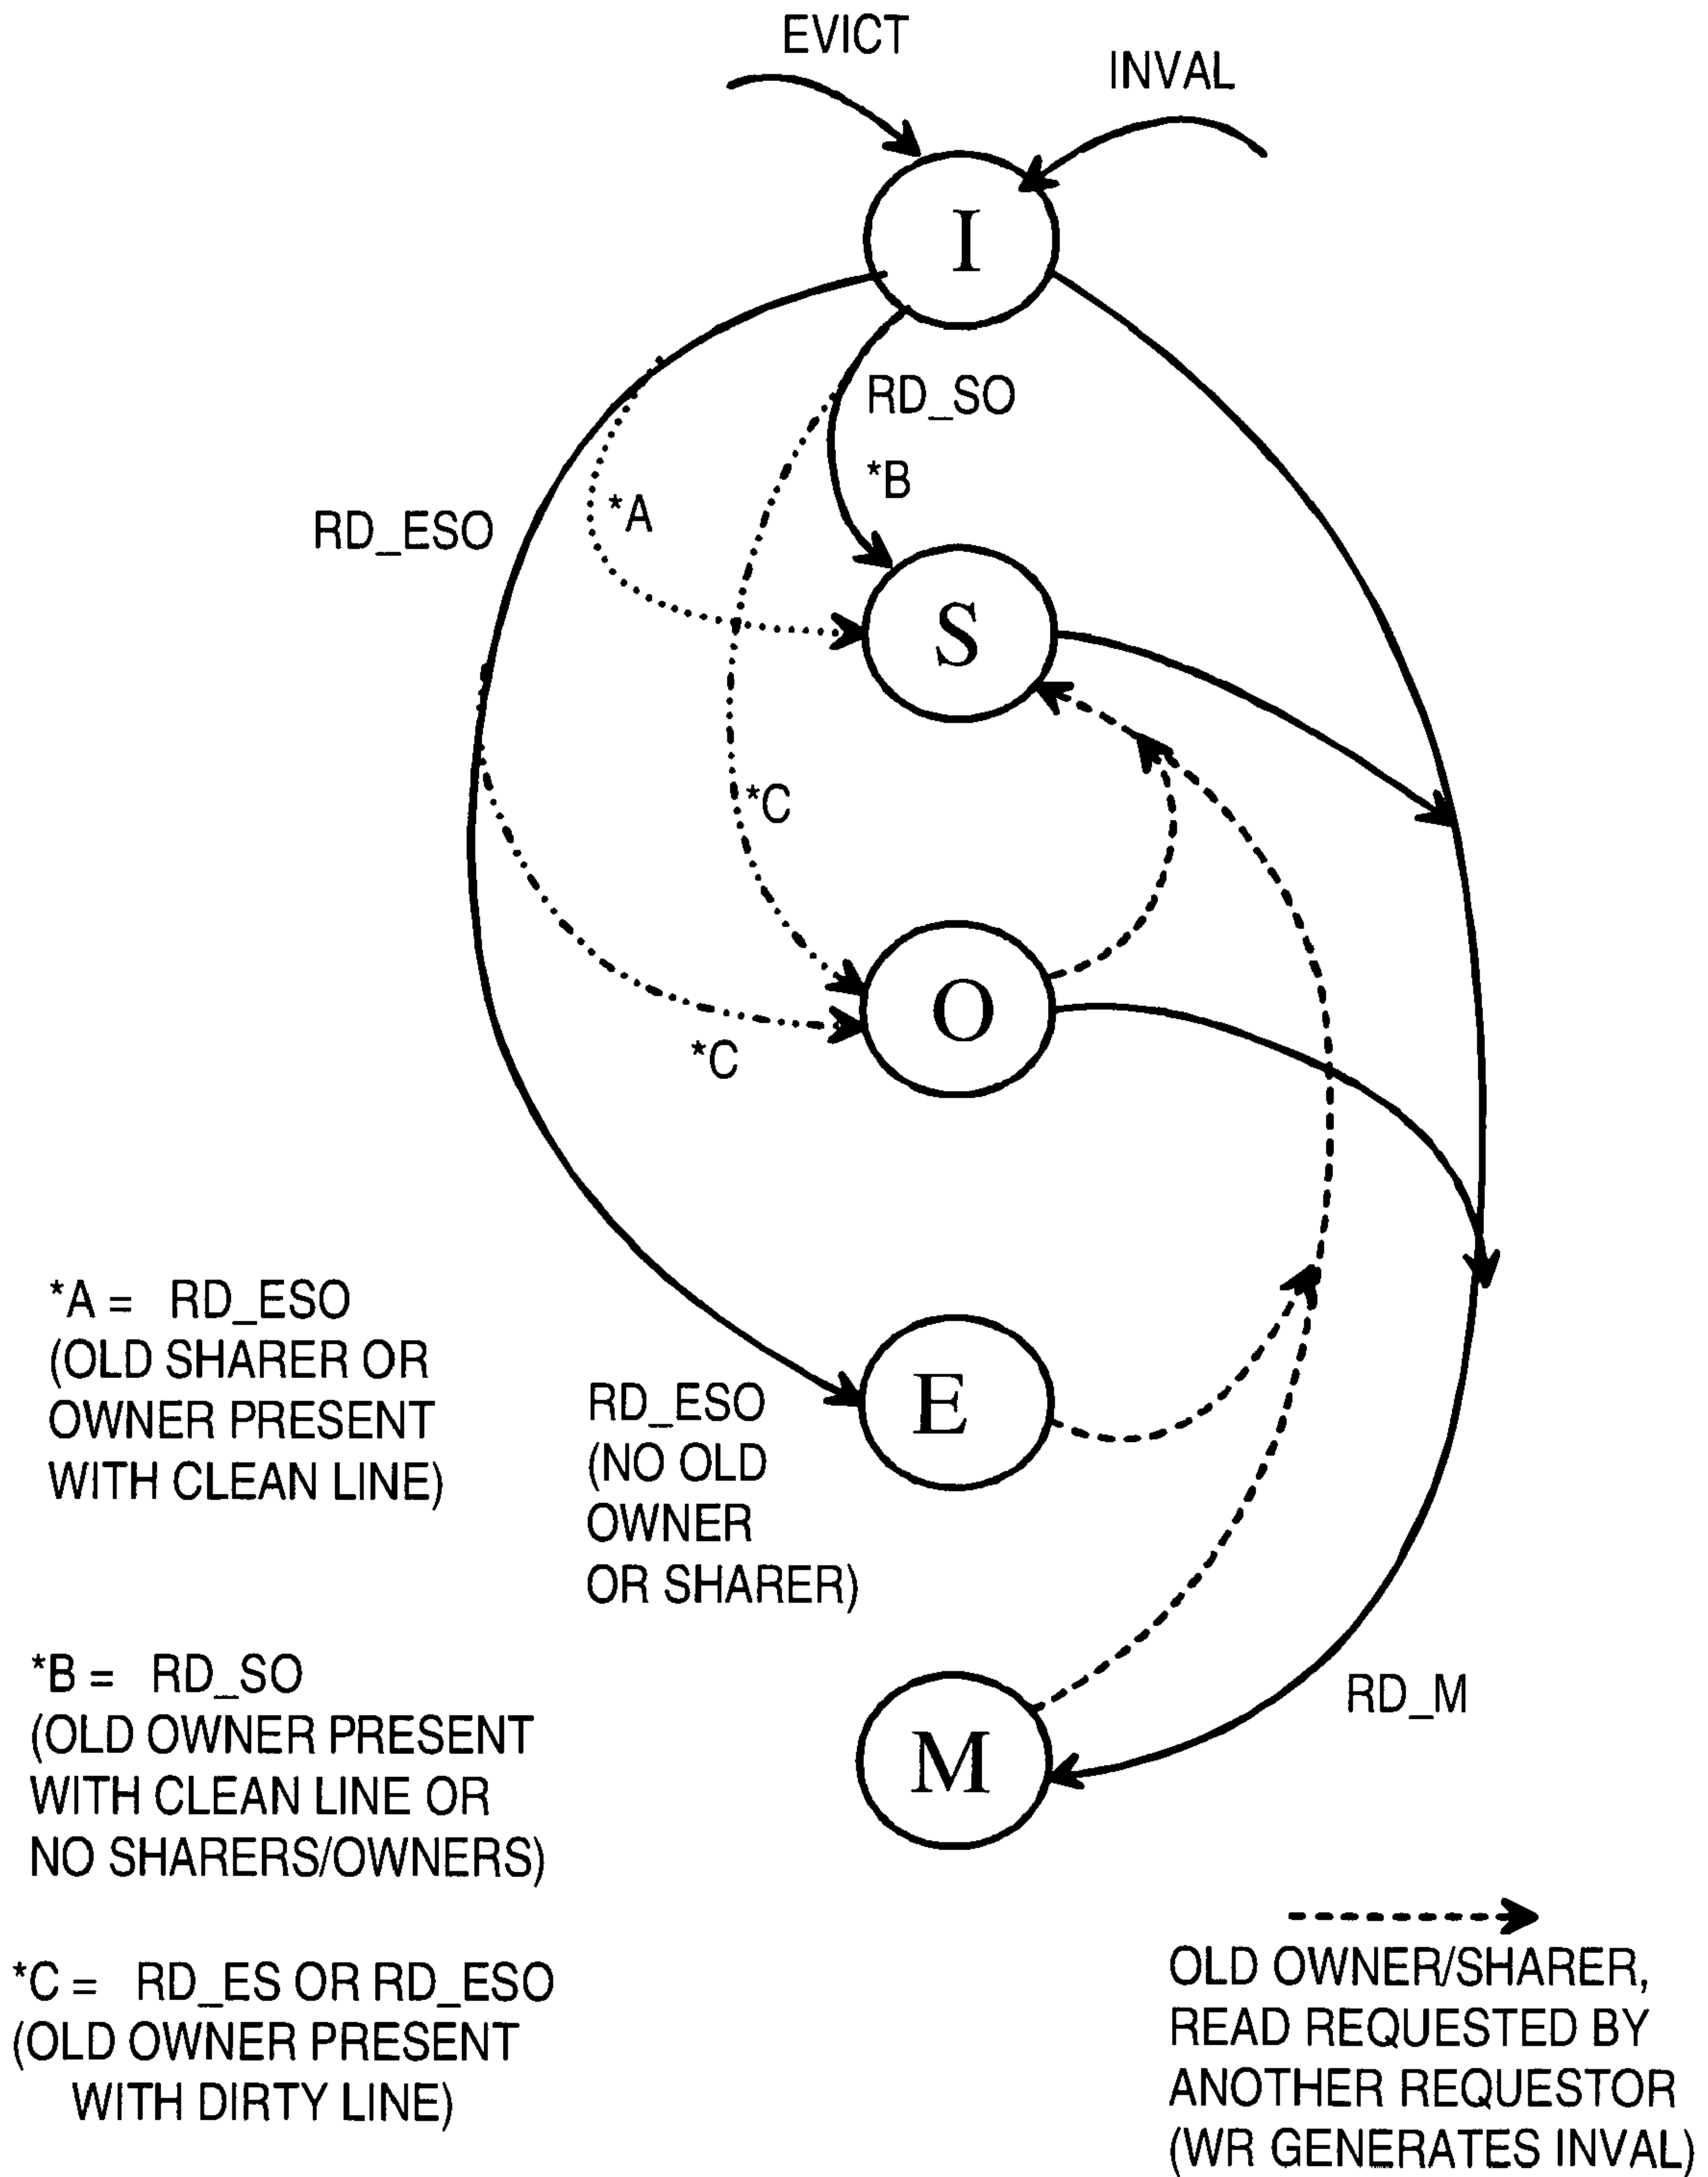 EVICT
INVAL
I
RD_SO
*B
*A
RD_ESO
S
*C
O
*C
*A = RD_ESO
(OLD SHARER OR
OWNER PRESENT
WITH CLEAN LINE)
E
RD_ESO
(NO OLD
OWNER
OR SHARER)
*B = RD_SO
(OLD OWNER PRESENT
WITH CLEAN LINE OR
NO SHARERS/OWNERS)
M
RD_M
*C = RD_ES OR RD_ESO
(OLD OWNER PRESENT
WITH DIRTY LINE)
OLD OWNER/SHARER,
READ REQUESTED BY
ANOTHER REQUESTOR
(WR GENERATES INVAL)